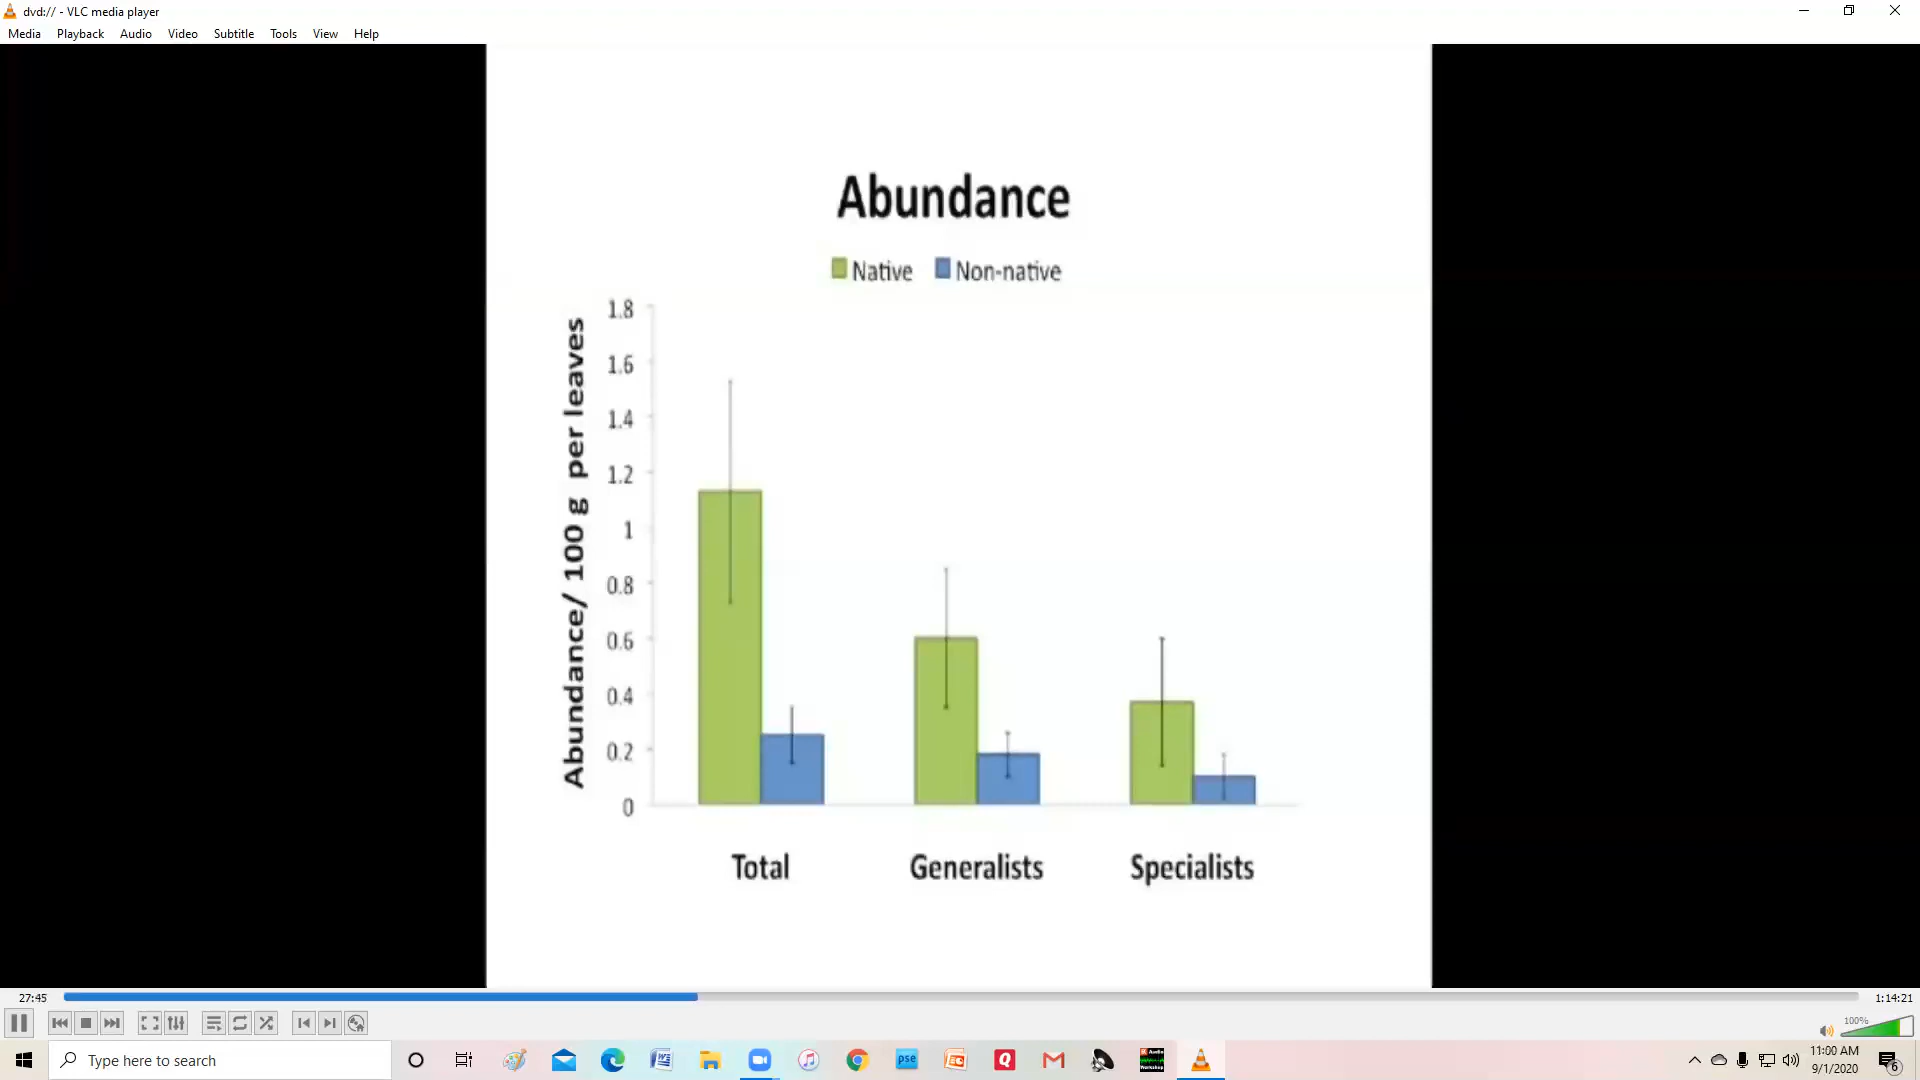 dvd:// - VLC media player
Media Playback Audio Video Subtitle Tools View Help
Abundance
Native Non-native
Abundance/ 100 g per leaves
1.8
1.6
1.4
1.2
1
0.8
0.6
0.4
0.2
0
Total Generalists Specialists
27:45 1:14:21
100%
Type here to search
pse
Q
11:00 AM
9/1/2020
6